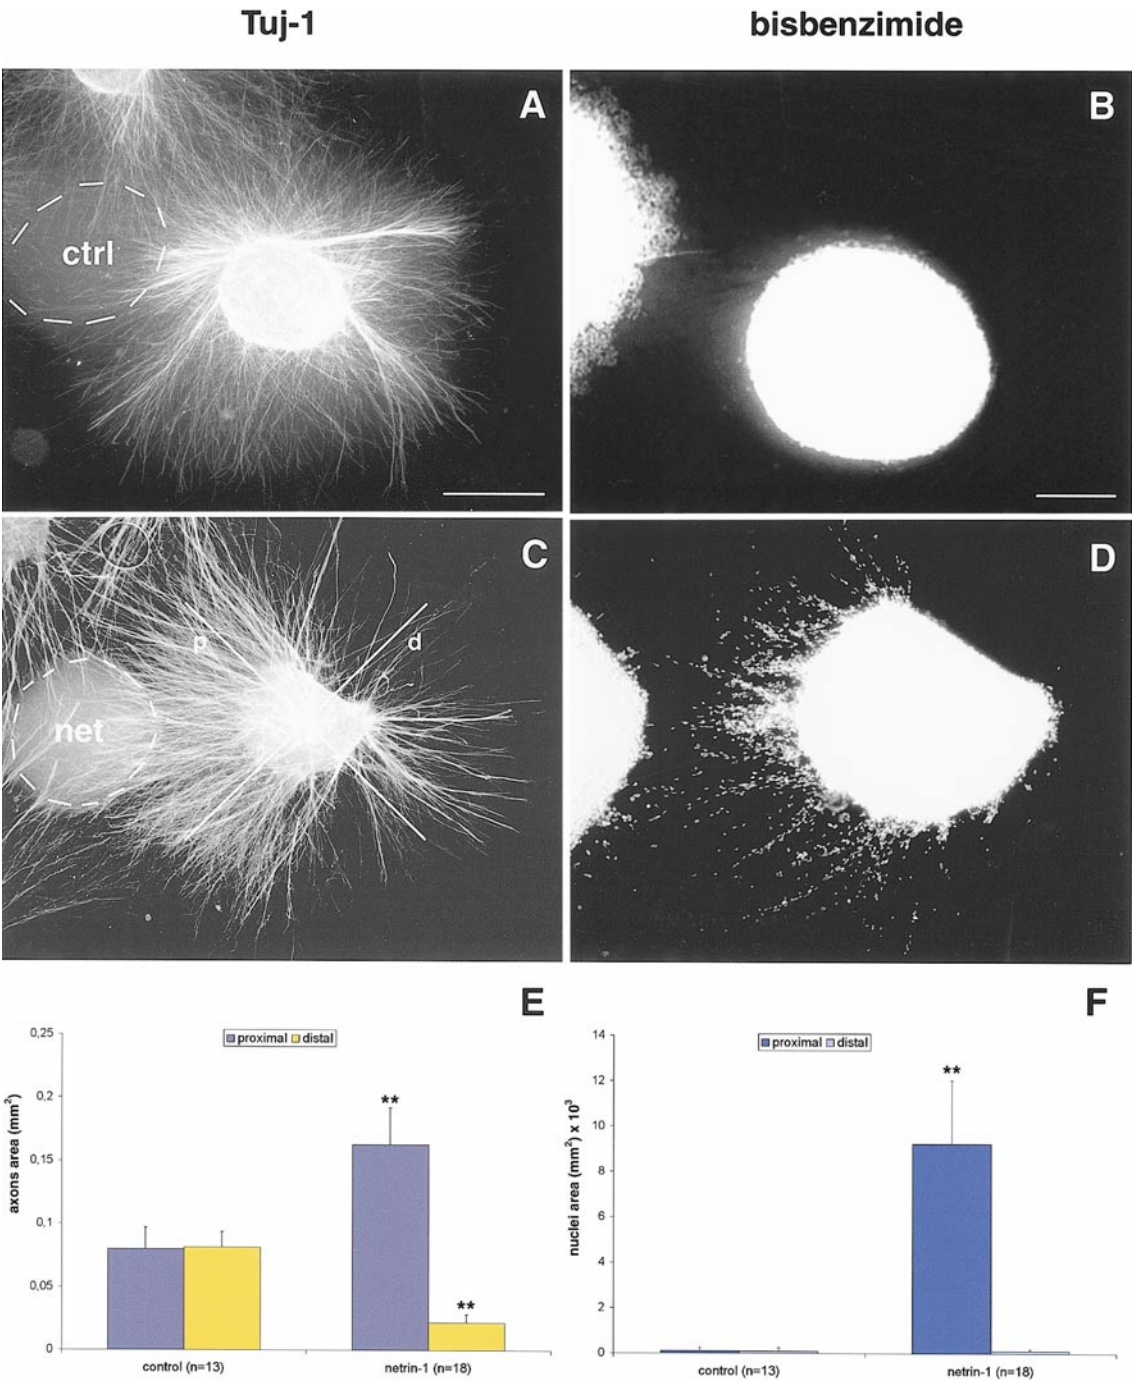 Tuj-1
bisbenzimide
A
B
ctrl
C
D
p
d
net
E
F
proximal distal
0,25
0,2
0,15
0,1
0,05
0
axons area (mm²)
**
**
control (n=13)
netrin-1 (n=18)
proximal distal
14
12
10
8
6
4
2
0
nuclei area (mm²) x 10³
**
control (n=13)
netrin-1 (n=18)